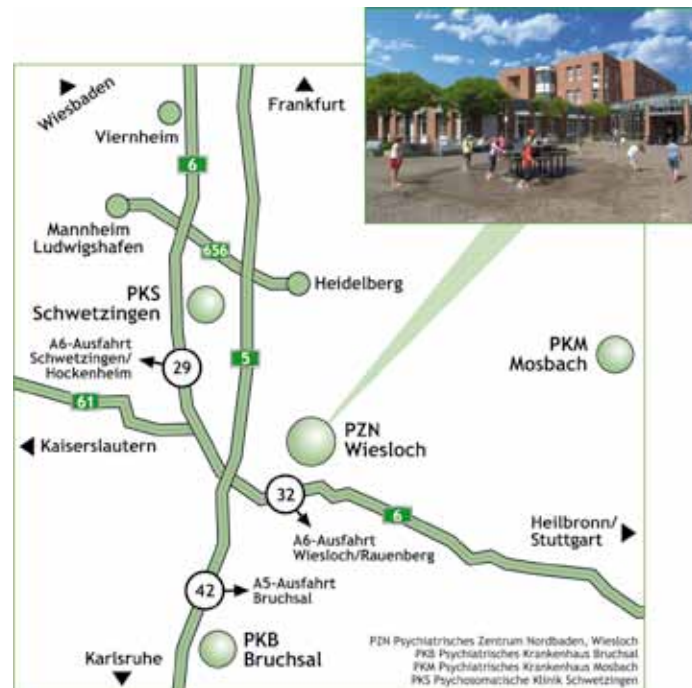 Wiesbaden
Frankfurt
Viernheim
6
Mannheim
Ludwigshafen
656
Heidelberg
PKS
Schwetzingen
A6-Ausfahrt
Schwetzingen/
Hockenheim
29
5
PKM
Mosbach
61
Kaiserslautern
PZN
Wiesloch
32
6
A6-Ausfahrt
Wiesloch/Rauenberg
Heilbronn/
Stuttgart
42
A5-Ausfahrt
Bruchsal
PKB
Bruchsal
Karlsruhe
PZN Psychiatrisches Zentrum Nordbaden, Wiesloch
PKB Psychiatrisches Krankenhaus Bruchsal
PKM Psychiatrisches Krankenhaus Mosbach
PKS Psychosomatische Klinik Schwetzingen